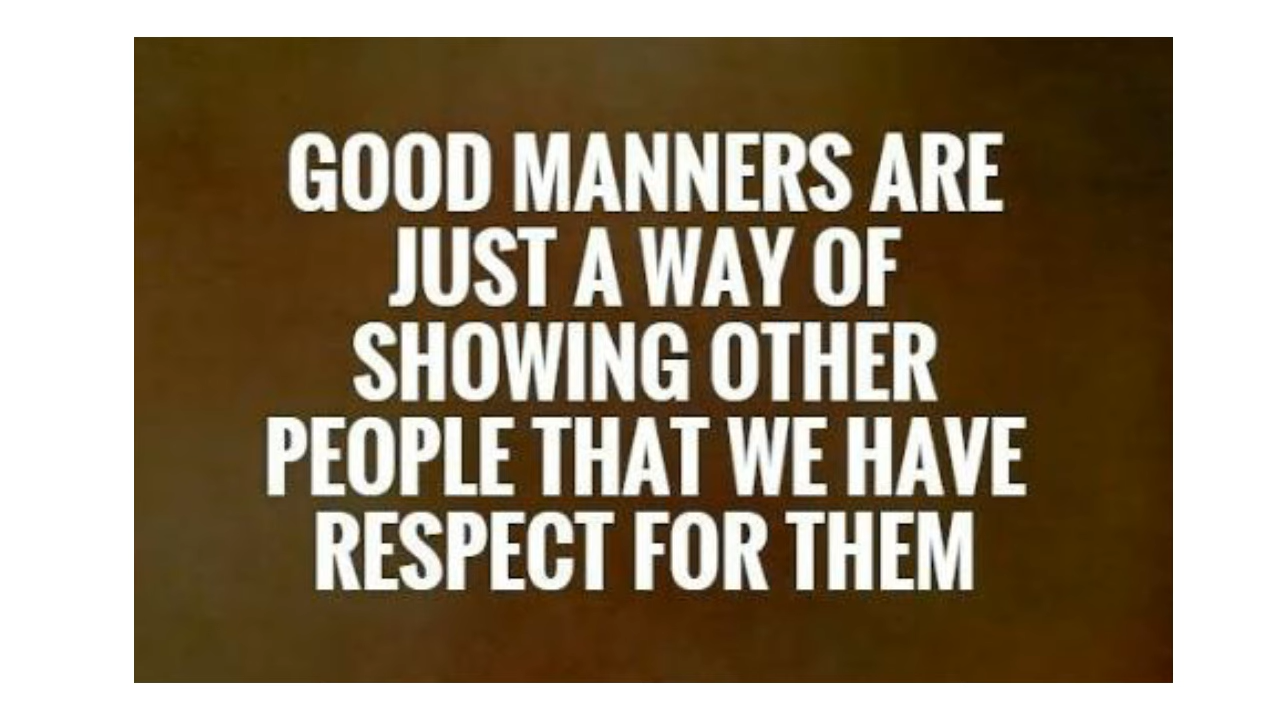 GOOD MANNERS ARE
JUST A WAY OF
SHOWING OTHER
PEOPLE THAT WE HAVE
RESPECT FOR THEM